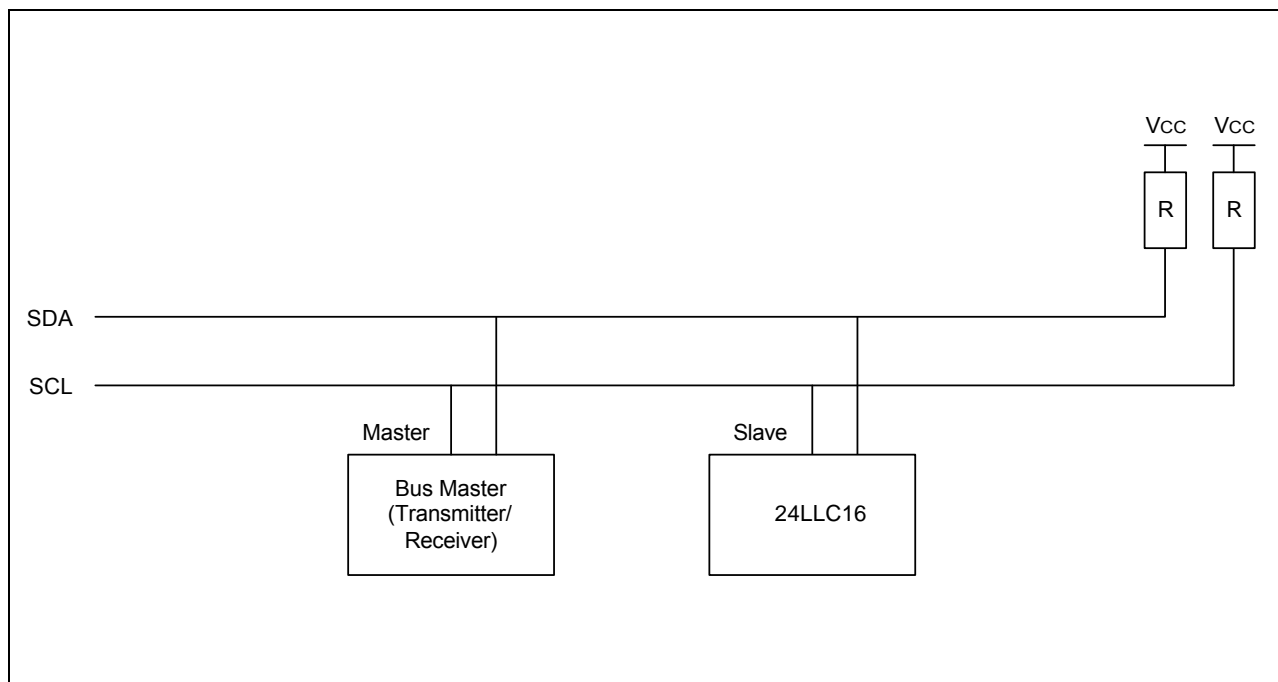 VCC VCC
R R
SDA
SCL
Master
Slave
Bus Master
(Transmitter/
Receiver)
24LLC16